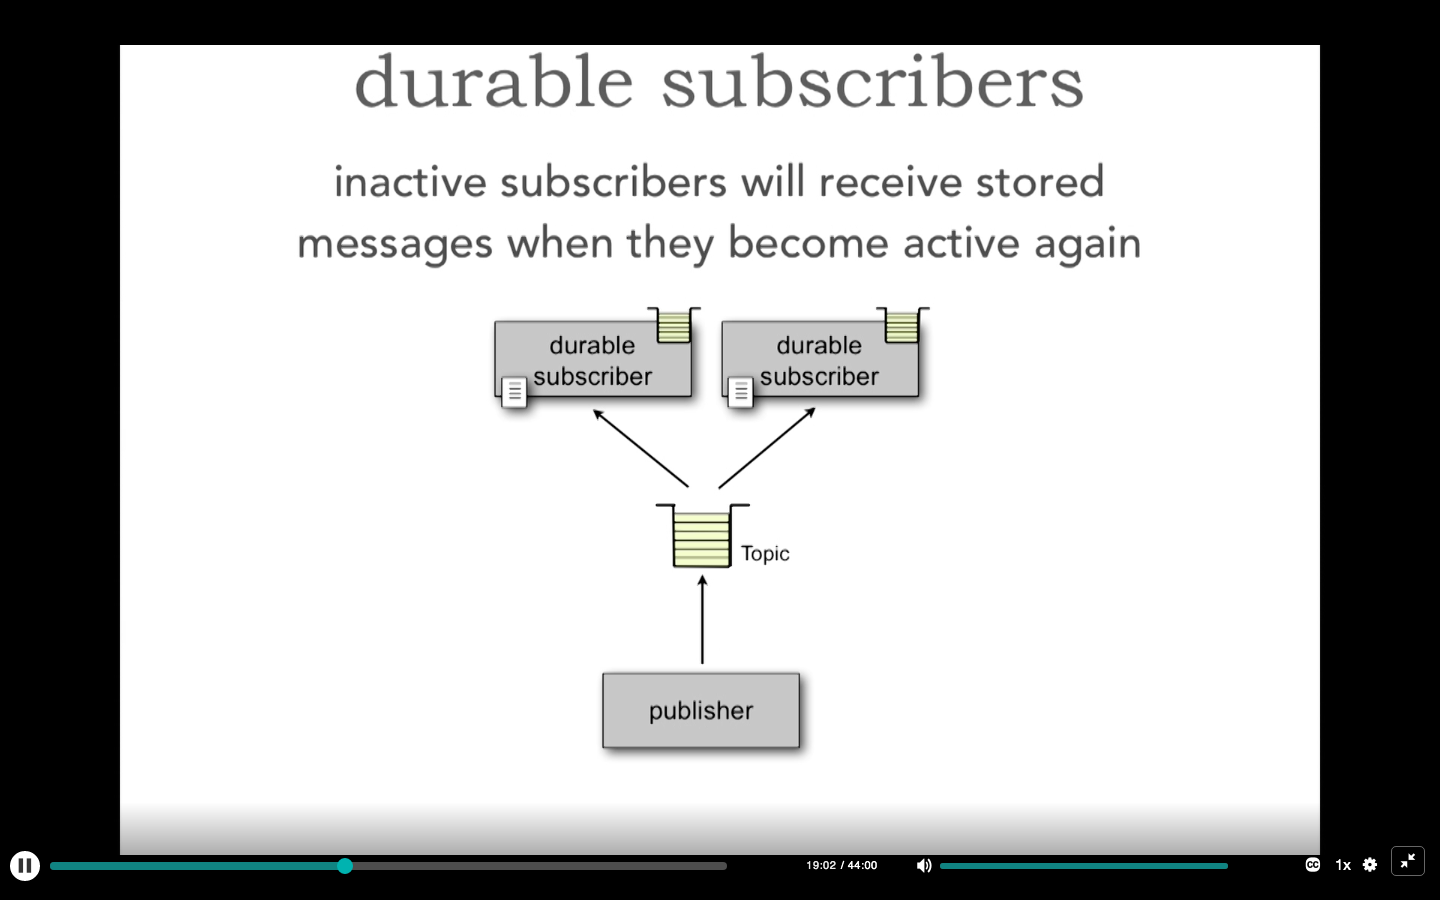 durable subscribers
inactive subscribers will receive stored
messages when they become active again
durable
subscriber
durable
subscriber
Topic
publisher
19:02 / 44:00
CC
1x